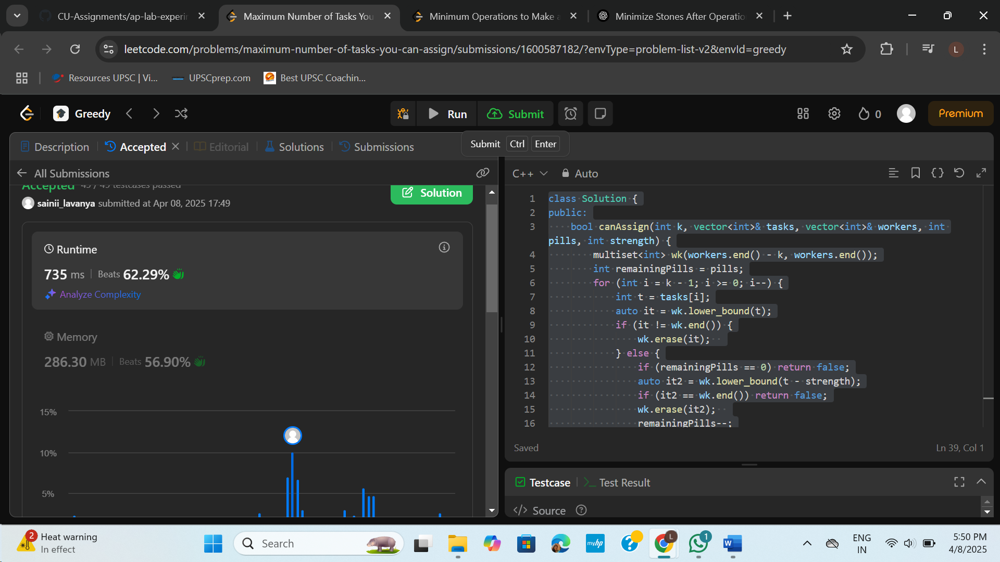 CU-Assignments/ap-lab-experin
Maximum Number of Tasks You
Minimum Operations to Make a
Minimize Stones After Operatio
leetcode.com/problems/maximum-number-of-tasks-you-can-assign/submissions/1600587182/?envType=problem-list-v2&envId=greedy
L
Resources UPSC | Vi...
UPSCprep.com
Best UPSC Coachin...
Greedy
Run
Submit
0
Premium
Description
Accepted
Editorial
Solutions
Submissions
Submit Ctrl Enter
All Submissions
Accepted 49 / 49 testcases passed
sainii_lavanya submitted at Apr 08, 2025 17:49
Solution
Runtime
735 ms
Beats 62.29%
Analyze Complexity
Memory
286.30 MB
Beats 56.90%
15%
10%
5%
C++
Auto
1 class Solution {
2 public:
3 bool canAssign(int k, vector<int>& tasks, vector<int>& workers, int
pills, int strength) {
4 multiset<int> wk(workers.end() - k, workers.end());
5 int remainingPills = pills;
6 for (int i = k - 1; i >= 0; i--) {
7 int t = tasks[i];
8 auto it = wk.lower_bound(t);
9 if (it != wk.end()) {
10 wk.erase(it);
11 } else {
12 if (remainingPills == 0) return false;
13 auto it2 = wk.lower_bound(t - strength);
14 if (it2 == wk.end()) return false;
15 wk.erase(it2);
16 remainingPills--;
Saved
Ln 39, Col 1
Testcase
Test Result
</> Source
2
Heat warning
In effect
Search
myhp
L
1
W
ENG
IN
5:50 PM
4/8/2025